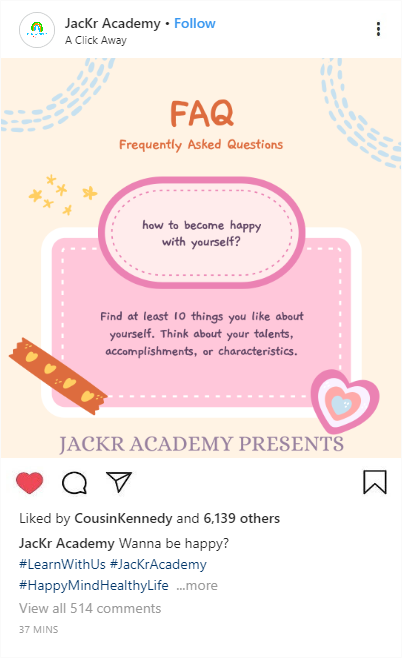 JacKr Academy • Follow
A Click Away
FAQ
Frequently Asked Questions
how to become happy
with yourself?
Find at least 10 things you like about
yourself. Think about your talents,
accomplishments, or characteristics.
JACKR ACADEMY PRESENTS
Liked by CousinKennedy and 6,139 others
JacKr Academy Wanna be happy?
#LearnWithUs #JacKrAcademy
#HappyMindHealthyLife ...more
View all 514 comments
37 MINS